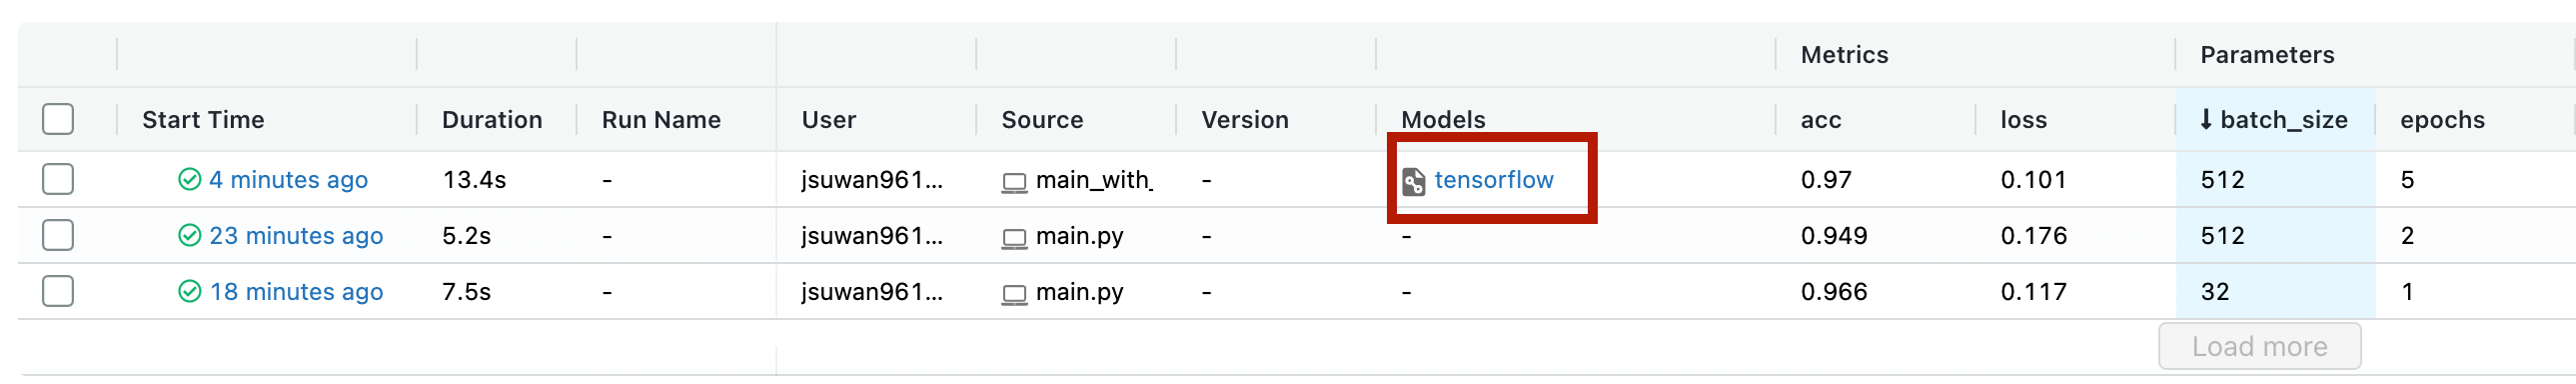 Metrics Parameters
Start Time Duration Run Name User Source Version Models acc loss ↓ batch_size epochs
4 minutes ago 13.4s - jsuwan961... main_with_ - tensorflow 0.97 0.101 512 5
23 minutes ago 5.2s - jsuwan961... main.py - - 0.949 0.176 512 2
18 minutes ago 7.5s - jsuwan961... main.py - - 0.966 0.117 32 1
Load more